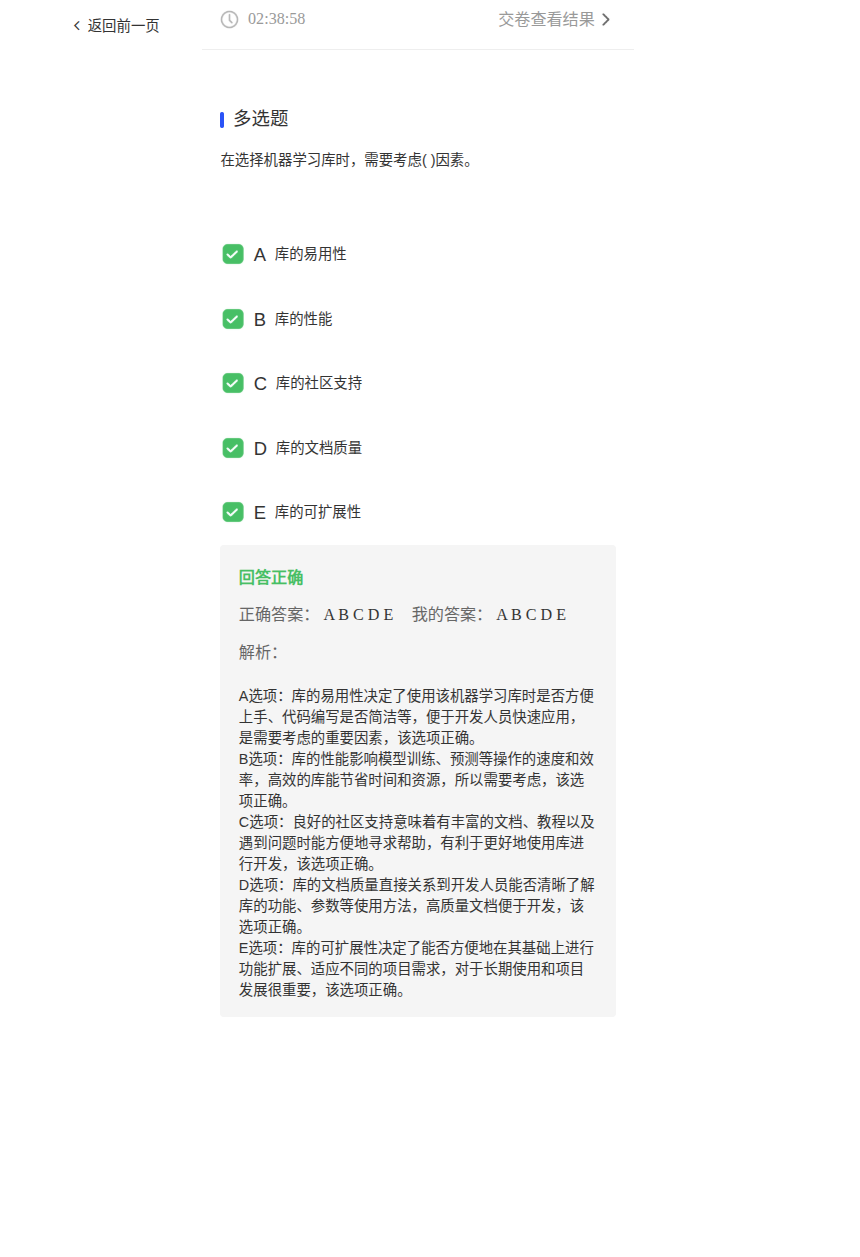 返回前一页
02:38:58
交卷查看结果
多选题
在选择机器学习库时，需要考虑( )因素。
A 库的易用性
B 库的性能
C 库的社区支持
D 库的文档质量
E 库的可扩展性
回答正确
正确答案： A B C D E 我的答案： A B C D E
解析：
A选项：库的易用性决定了使用该机器学习库时是否方便
上手、代码编写是否简洁等，便于开发人员快速应用，
是需要考虑的重要因素，该选项正确。
B选项：库的性能影响模型训练、预测等操作的速度和效
率，高效的库能节省时间和资源，所以需要考虑，该选
项正确。
C选项：良好的社区支持意味着有丰富的文档、教程以及
遇到问题时能方便地寻求帮助，有利于更好地使用库进
行开发，该选项正确。
D选项：库的文档质量直接关系到开发人员能否清晰了解
库的功能、参数等使用方法，高质量文档便于开发，该
选项正确。
E选项：库的可扩展性决定了能否方便地在其基础上进行
功能扩展、适应不同的项目需求，对于长期使用和项目
发展很重要，该选项正确。